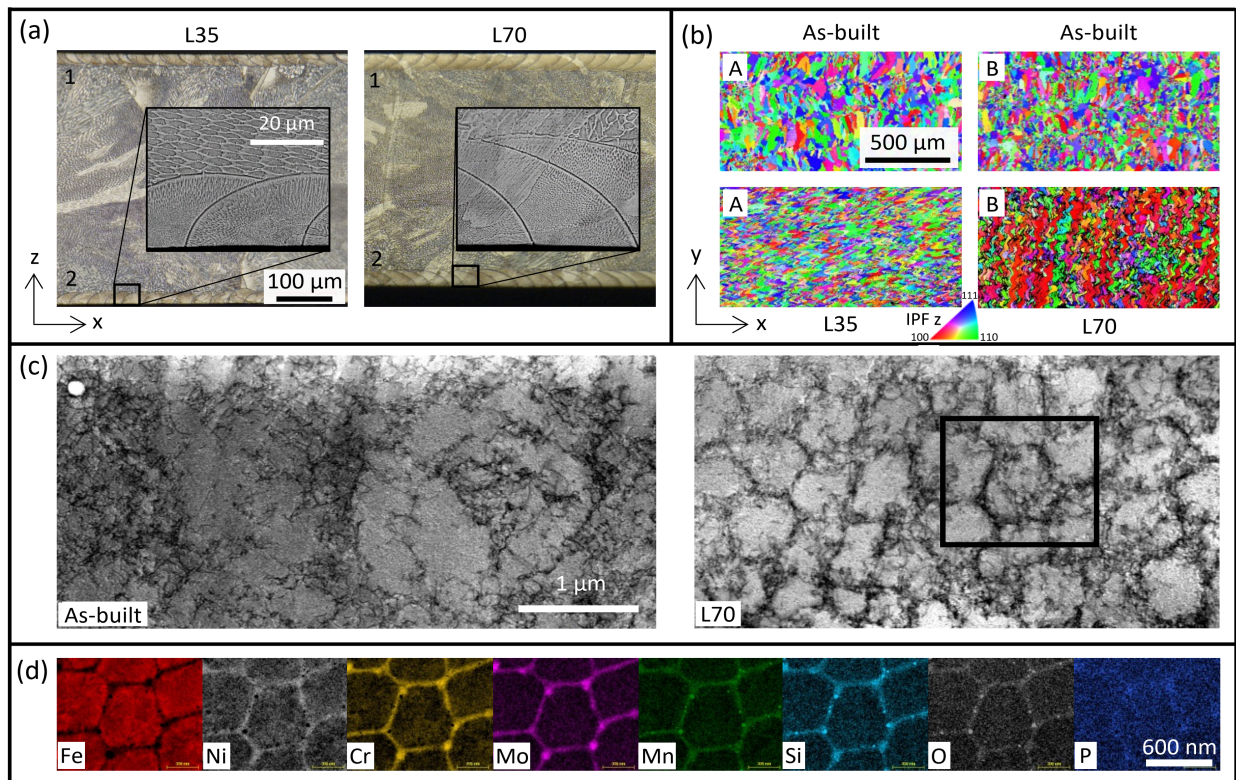 (a)
L35
L70
1
2
20 μm
100 μm
1
2
z
x
(b)
As-built
As-built
A
B
500 μm
A
B
y
x
L35
IPF z
111
100
110
L70
(c)
As-built
1 μm
L70
(d)
Fe
Ni
Cr
Mo
Mn
Si
O
P
600 nm